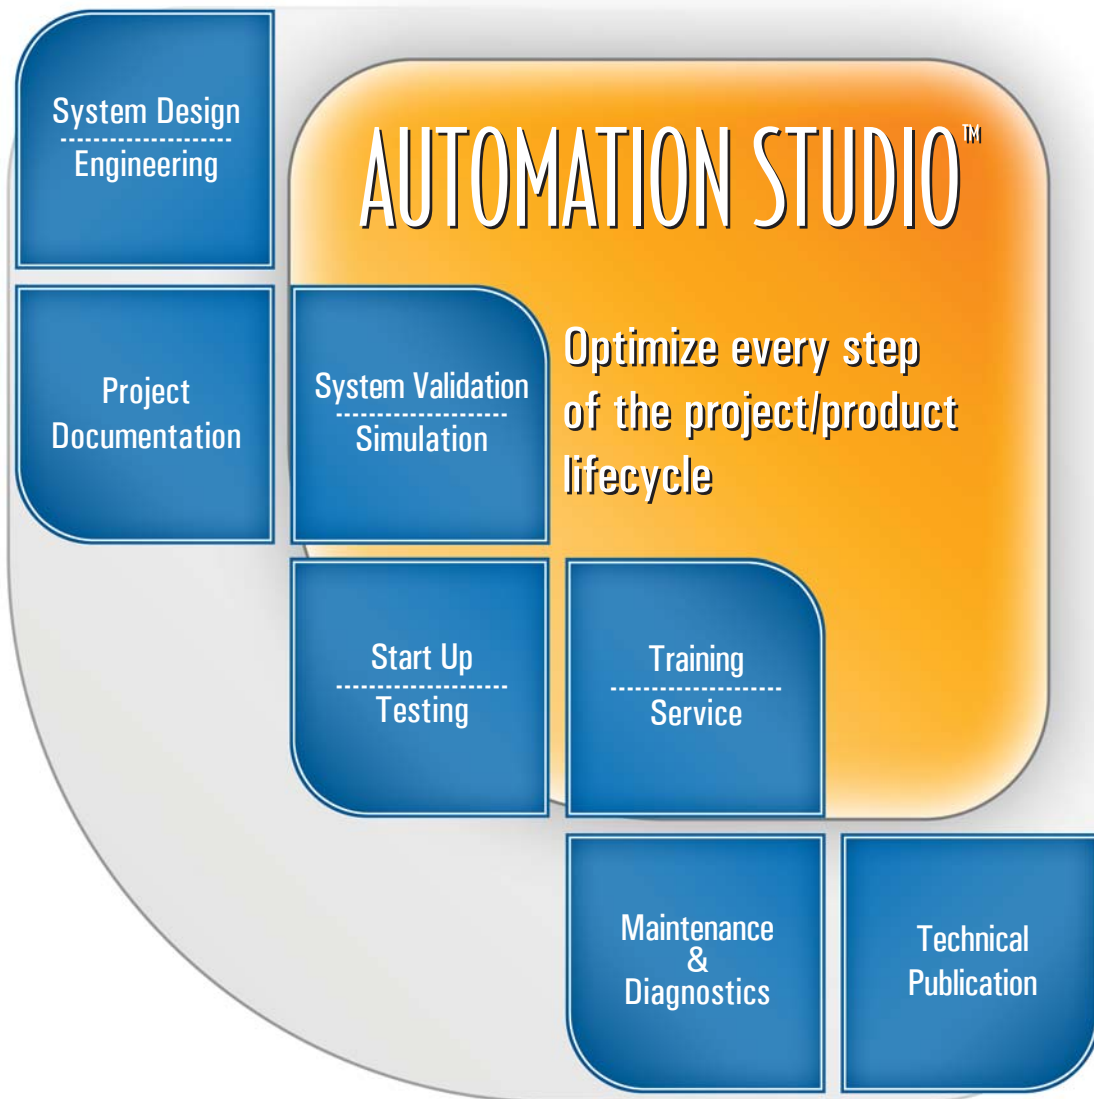 System Design
Engineering
AUTOMATION STUDIO™
Project
Documentation
System Validation
Simulation
Optimize every step
of the project/product
lifecycle
Start Up
Testing
Training
Service
Maintenance
&
Diagnostics
Technical
Publication